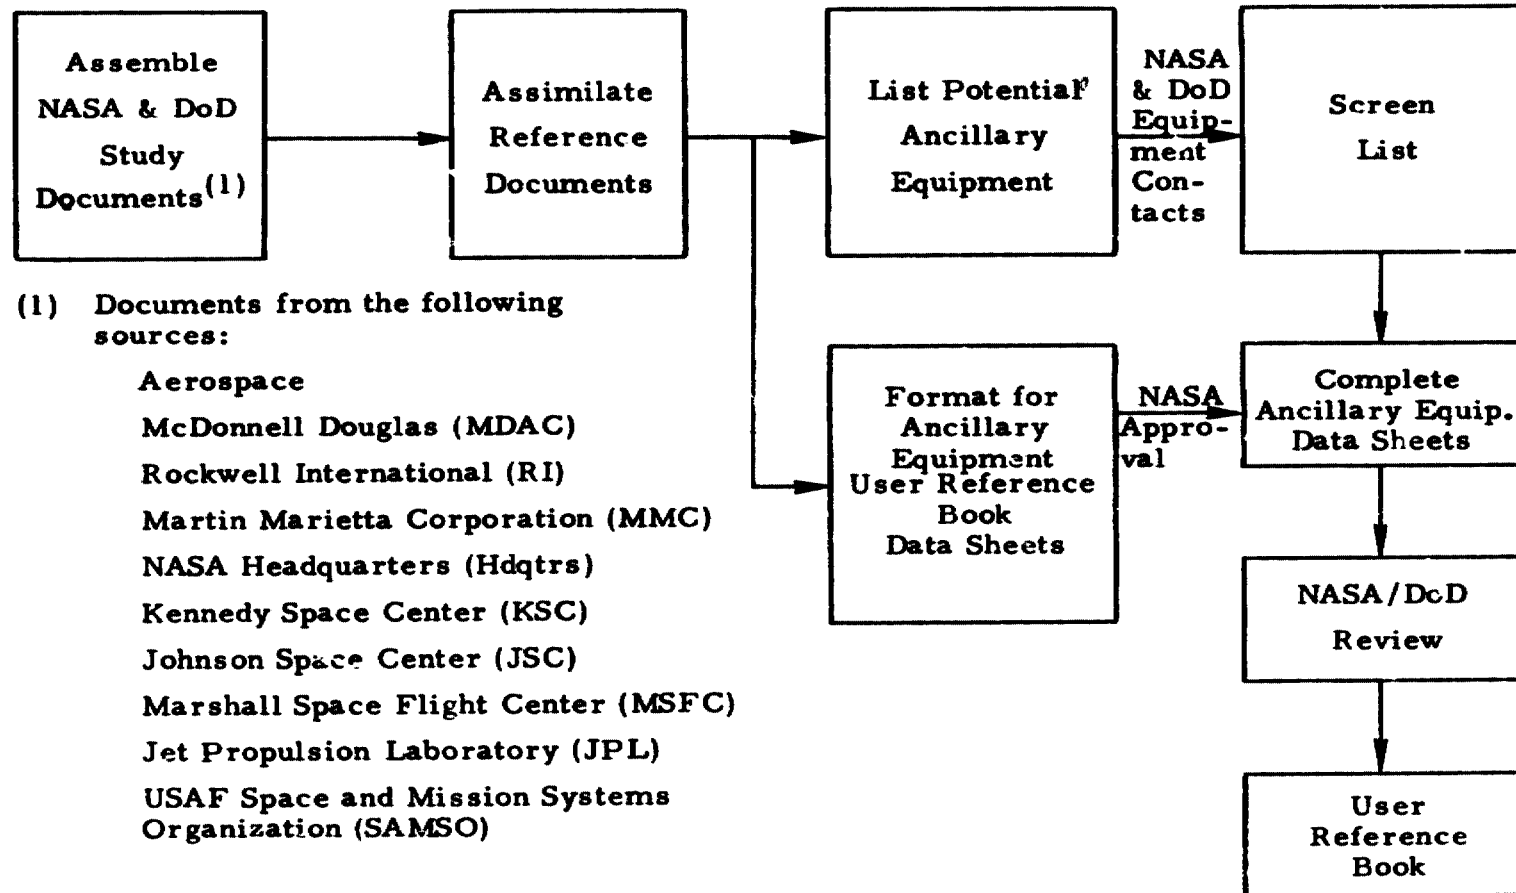 Assemble
NASA & DoD
Study
Documents(1)
Assimilate
Reference
Documents
List Potential
Ancillary
Equipment
NASA
& DoD
Equip-
ment
Con-
tacts
Screen
List
(1) Documents from the following
sources:
Aerospace
McDonnell Douglas (MDAC)
Rockwell International (RI)
Martin Marietta Corporation (MMC)
NASA Headquarters (Hdqtrs)
Kennedy Space Center (KSC)
Johnson Space Center (JSC)
Marshall Space Flight Center (MSFC)
Jet Propulsion Laboratory (JPL)
USAF Space and Mission Systems
Organization (SAMSO)
Format for
Ancillary
Equipment
User Reference
Book
Data Sheets
NASA
Appro-
val
Complete
Ancillary Equip.
Data Sheets
NASA/DoD
Review
User
Reference
Book